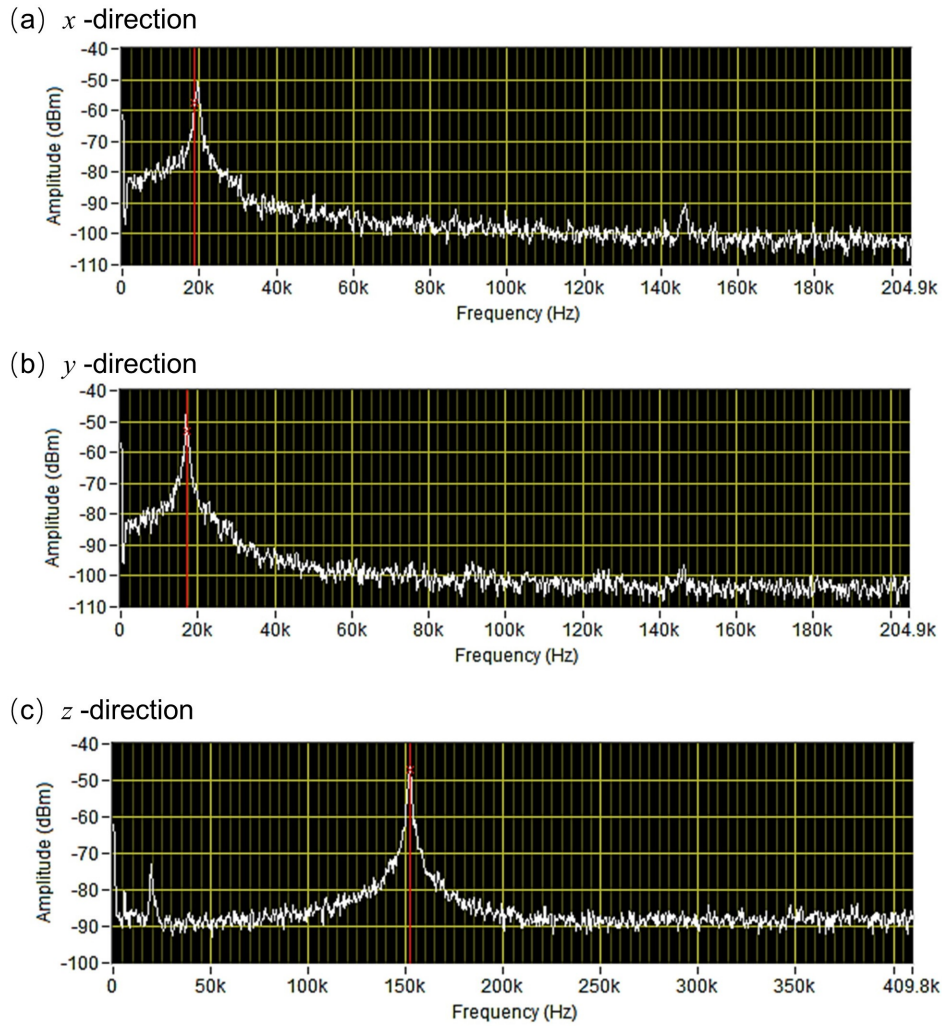 (a) x -direction
-40
-50
-60
-70
-80
-90
-100
-110
Amplitude (dBm)
0 20k 40k 60k 80k 100k 120k 140k 160k 180k 204.9k
Frequency (Hz)
(b) y -direction
-40
-50
-60
-70
-80
-90
-100
-110
Amplitude (dBm)
0 20k 40k 60k 80k 100k 120k 140k 160k 180k 204.9k
Frequency (Hz)
(c) z -direction
-40
-50
-60
-70
-80
-90
-100
Amplitude (dBm)
0 50k 100k 150k 200k 250k 300k 350k 409.8k
Frequency (Hz)